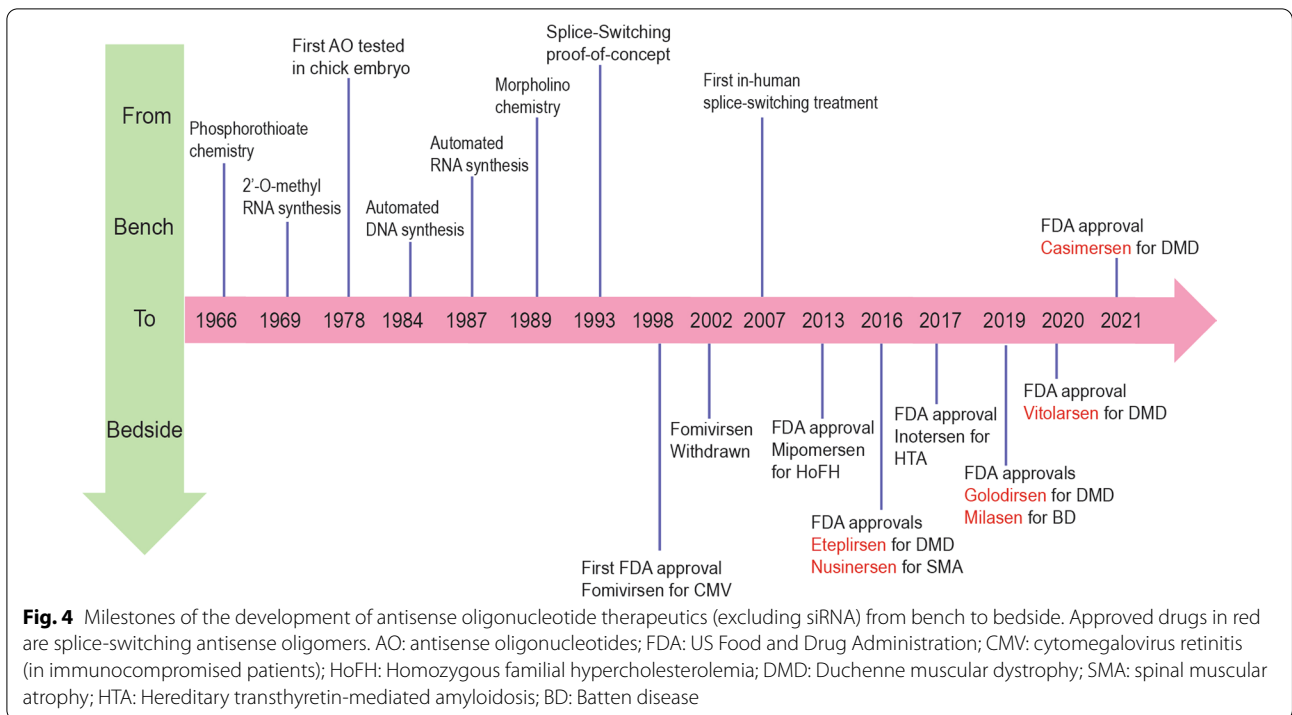 From
Bench
To
Bedside
Phosphorothioate
chemistry
2'-O-methyl
RNA synthesis
First AO tested
in chick embryo
Automated
DNA synthesis
Automated
RNA synthesis
Morpholino
chemistry
Splice-Switching
proof-of-concept
First in-human
splice-switching treatment
FDA approval
Casimersen for DMD
1966 1969 1978 1984 1987 1989 1993 1998 2002 2007 2013 2016 2017 2019 2020 2021
First FDA approval
Fomivirsen for CMV
Fomivirsen
Withdrawn
FDA approval
Mipomersen
for HoFH
FDA approvals
Eteplirsen for DMD
Nusinersen for SMA
FDA approval
Inotersen for
HTA
FDA approvals
Golodirsen for DMD
Milasen for BD
FDA approval
Vitolarsen for DMD
Fig. 4 Milestones of the development of antisense oligonucleotide therapeutics (excluding siRNA) from bench to bedside. Approved drugs in red
are splice-switching antisense oligomers. AO: antisense oligonucleotides; FDA: US Food and Drug Administration; CMV: cytomegalovirus retinitis
(in immunocompromised patients); HoFH: Homozygous familial hypercholesterolemia; DMD: Duchenne muscular dystrophy; SMA: spinal muscular
atrophy; HTA: Hereditary transthyretin-mediated amyloidosis; BD: Batten disease